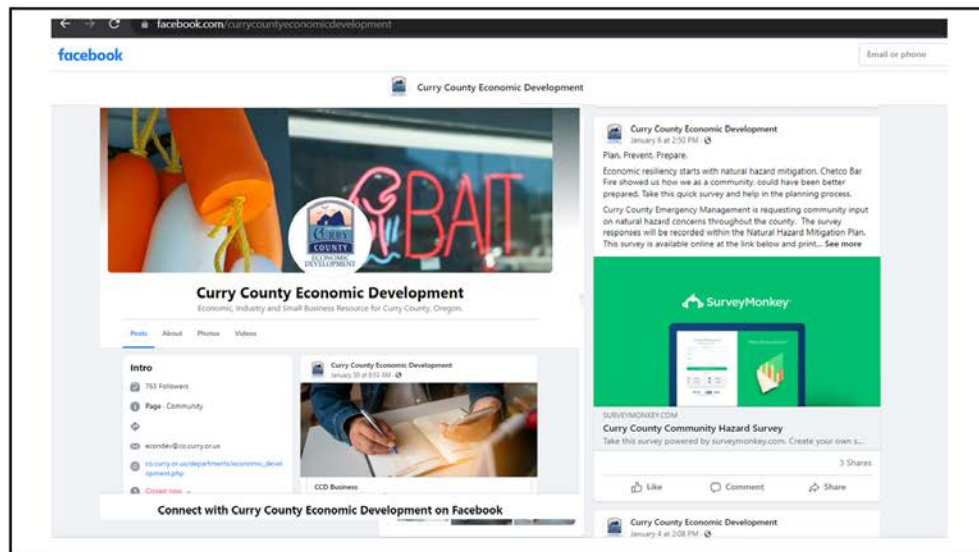 facebook.com/currycountyeconomicdevelopment
facebook
Email or phone
Curry County Economic Development
BAIT
CURRY
COUNTY
ECONOMIC
DEVELOPMENT
Curry County Economic Development
Economic, Industry and Small Business Resource for Curry County, Oregon.
Posts About Photos Videos
Intro
763 Followers
Page · Community
econdev@co.curry.or.us
co.curry.or.us/departments/economic_devel
opment.php
Closed now
Curry County Economic Development
January 30 at 8:03 AM ·
CCD Business
Connect with Curry County Economic Development on Facebook
Curry County Economic Development
January 6 at 2:50 PM ·
Plan. Prevent. Prepare.
Economic resiliency starts with natural hazard mitigation. Chetco Bar
Fire showed us how we as a community, could have been better
prepared. Take this quick survey and help in the planning process.
Curry County Emergency Management is requesting community input
on natural hazard concerns throughout the county. The survey
responses will be recorded within the Natural Hazard Mitigation Plan.
This survey is available online at the link below and print... See more
SurveyMonkey
SURVEYMONKEY.COM
Curry County Community Hazard Survey
Take this survey powered by surveymonkey.com. Create your own s...
3 Shares
Like Comment Share
Curry County Economic Development
January 4 at 2:08 PM ·